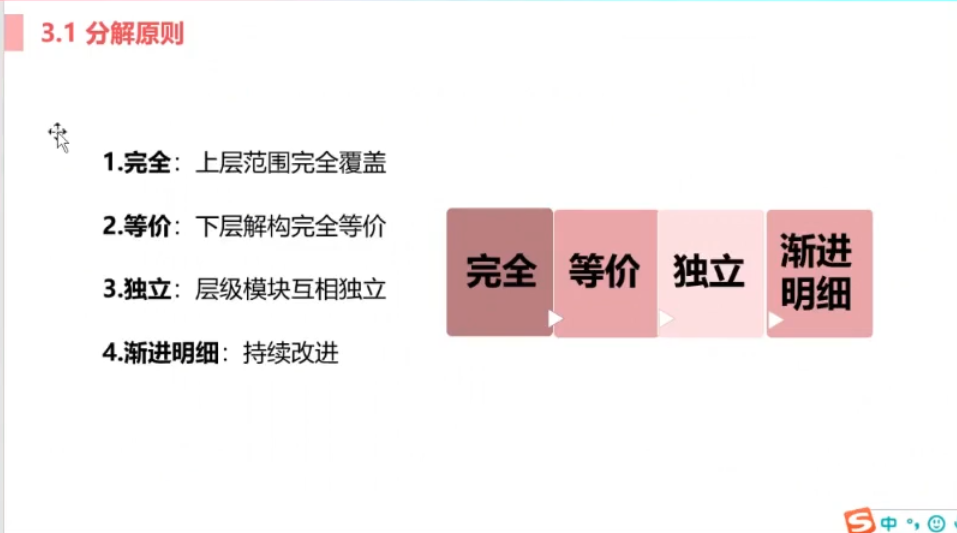 3.1 分解原则
1.完全：上层范围完全覆盖
2.等价：下层解构完全等价
3.独立：层级模块互相独立
4.渐进明细：持续改进
完全
等价
独立
渐进
明细
S
中